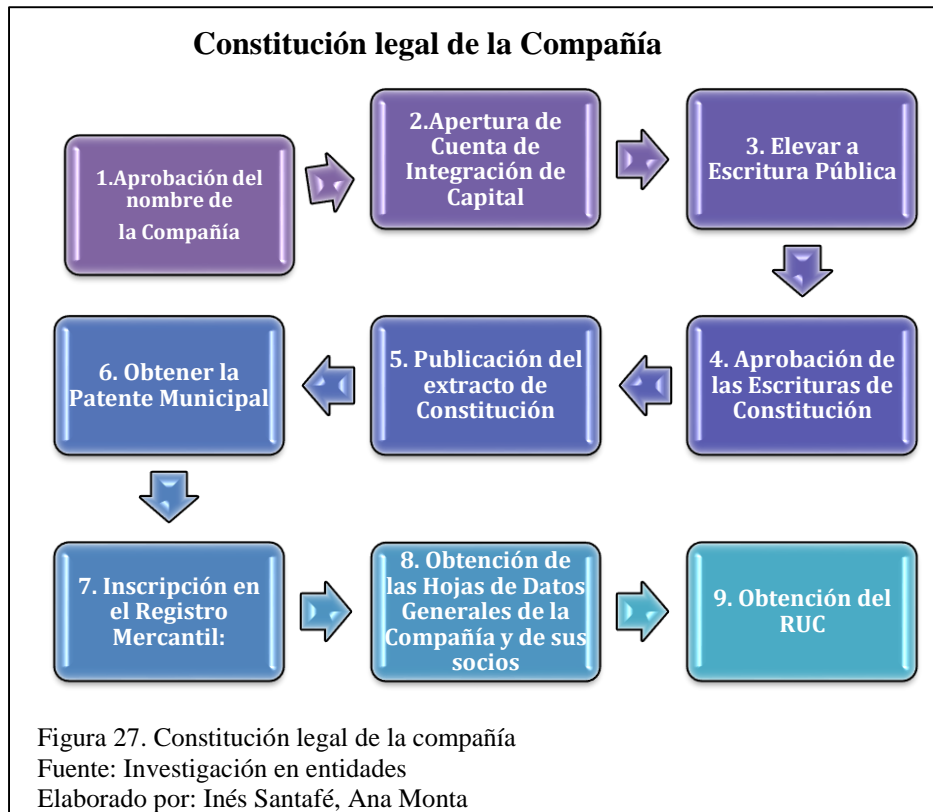 Constitución legal de la Compañía
1.Aprobación del
nombre de
la Compañía
2.Apertura de
Cuenta de
Integración de
Capital
3. Elevar a
Escritura Pública
4. Aprobación de
las Escrituras de
Constitución
5. Publicación del
extracto de
Constitución
6. Obtener la
Patente Municipal
7. Inscripción en
el Registro
Mercantil:
8. Obtención de
las Hojas de Datos
Generales de la
Compañía y de sus
socios
9. Obtención del
RUC
Figura 27. Constitución legal de la compañía
Fuente: Investigación en entidades
Elaborado por: Inés Santafé, Ana Monta